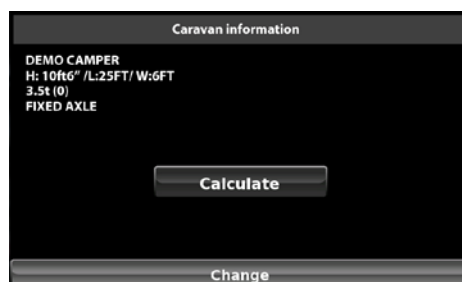 Caravan information
DEMO CAMPER
H: 10ft6" /L:25FT/ W:6FT
3.5t (0)
FIXED AXLE
Calculate
Change